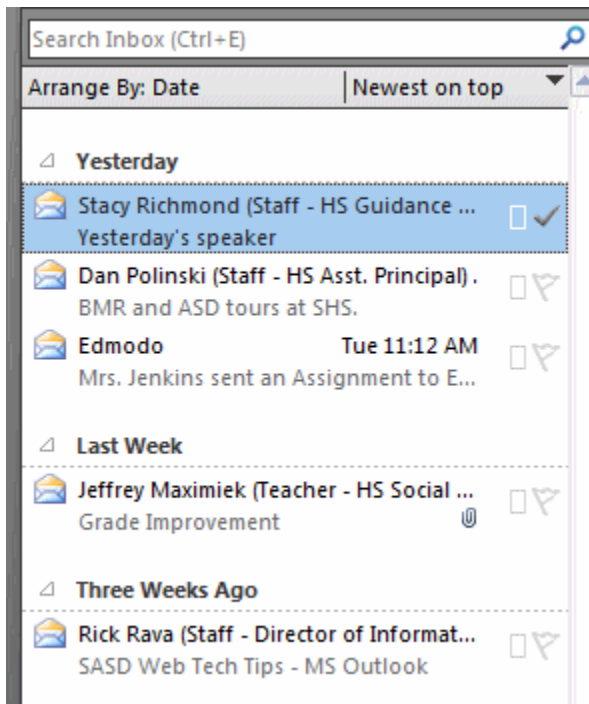 Search Inbox (Ctrl+E)
Arrange By: Date Newest on top
Yesterday
Stacy Richmond (Staff - HS Guidance ...
Yesterday's speaker
Dan Polinski (Staff - HS Asst. Principal) .
BMR and ASD tours at SHS.
Edmodo Tue 11:12 AM
Mrs. Jenkins sent an Assignment to E...
Last Week
Jeffrey Maximiek (Teacher - HS Social ...
Grade Improvement
Three Weeks Ago
Rick Rava (Staff - Director of Informat...
SASD Web Tech Tips - MS Outlook